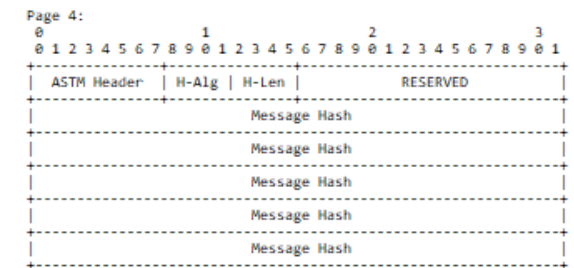 Page 4:
0                   1                   2                   3
0 1 2 3 4 5 6 7 8 9 0 1 2 3 4 5 6 7 8 9 0 1 2 3 4 5 6 7 8 9 0 1
+---------------+---------------+-------------------------------+
|  ASTM Header  | H-Alg | H-Len |           RESERVED            |
+---------------+---------------+-------------------------------+
|                         Message Hash                          |
+---------------------------------------------------------------+
|                         Message Hash                          |
+---------------------------------------------------------------+
|                         Message Hash                          |
+---------------------------------------------------------------+
|                         Message Hash                          |
+---------------------------------------------------------------+
|                         Message Hash                          |
+---------------------------------------------------------------+